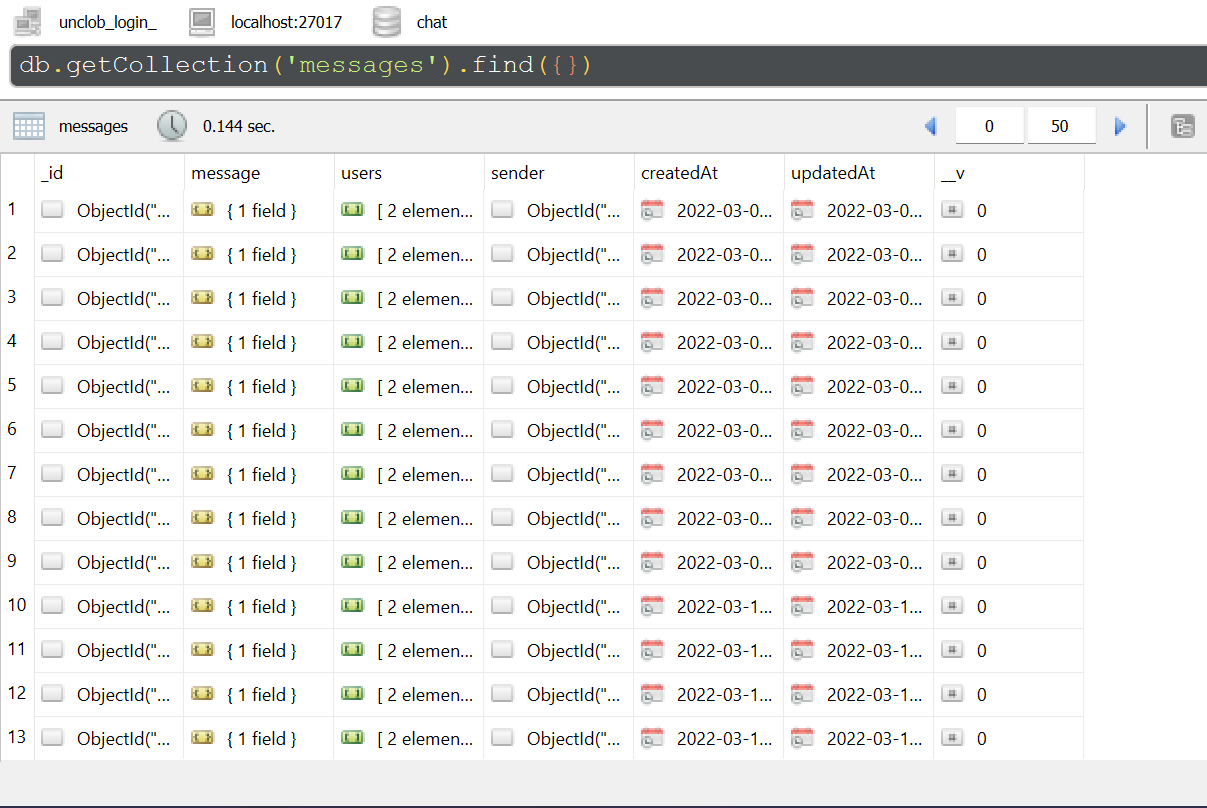 unclob_login_ localhost:27017 chat
db.getCollection('messages').find({})
messages 0.144 sec. 0 50
_id message users sender createdAt updatedAt __v
1 ObjectId("... { 1 field } [ 2 elemen... ObjectId("... 2022-03-0... 2022-03-0... # 0
2 ObjectId("... { 1 field } [ 2 elemen... ObjectId("... 2022-03-0... 2022-03-0... # 0
3 ObjectId("... { 1 field } [ 2 elemen... ObjectId("... 2022-03-0... 2022-03-0... # 0
4 ObjectId("... { 1 field } [ 2 elemen... ObjectId("... 2022-03-0... 2022-03-0... # 0
5 ObjectId("... { 1 field } [ 2 elemen... ObjectId("... 2022-03-0... 2022-03-0... # 0
6 ObjectId("... { 1 field } [ 2 elemen... ObjectId("... 2022-03-0... 2022-03-0... # 0
7 ObjectId("... { 1 field } [ 2 elemen... ObjectId("... 2022-03-0... 2022-03-0... # 0
8 ObjectId("... { 1 field } [ 2 elemen... ObjectId("... 2022-03-0... 2022-03-0... # 0
9 ObjectId("... { 1 field } [ 2 elemen... ObjectId("... 2022-03-0... 2022-03-0... # 0
10 ObjectId("... { 1 field } [ 2 elemen... ObjectId("... 2022-03-1... 2022-03-1... # 0
11 ObjectId("... { 1 field } [ 2 elemen... ObjectId("... 2022-03-1... 2022-03-1... # 0
12 ObjectId("... { 1 field } [ 2 elemen... ObjectId("... 2022-03-1... 2022-03-1... # 0
13 ObjectId("... { 1 field } [ 2 elemen... ObjectId("... 2022-03-1... 2022-03-1... # 0